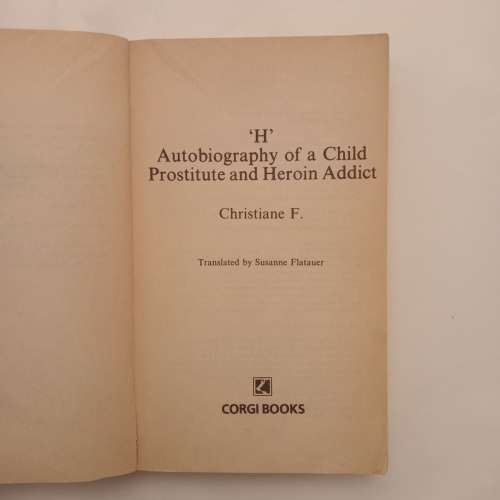 'H'
Autobiography of a Child
Prostitute and Heroin Addict
Christiane F.
Translated by Susanne Flatauer
CORGI BOOKS